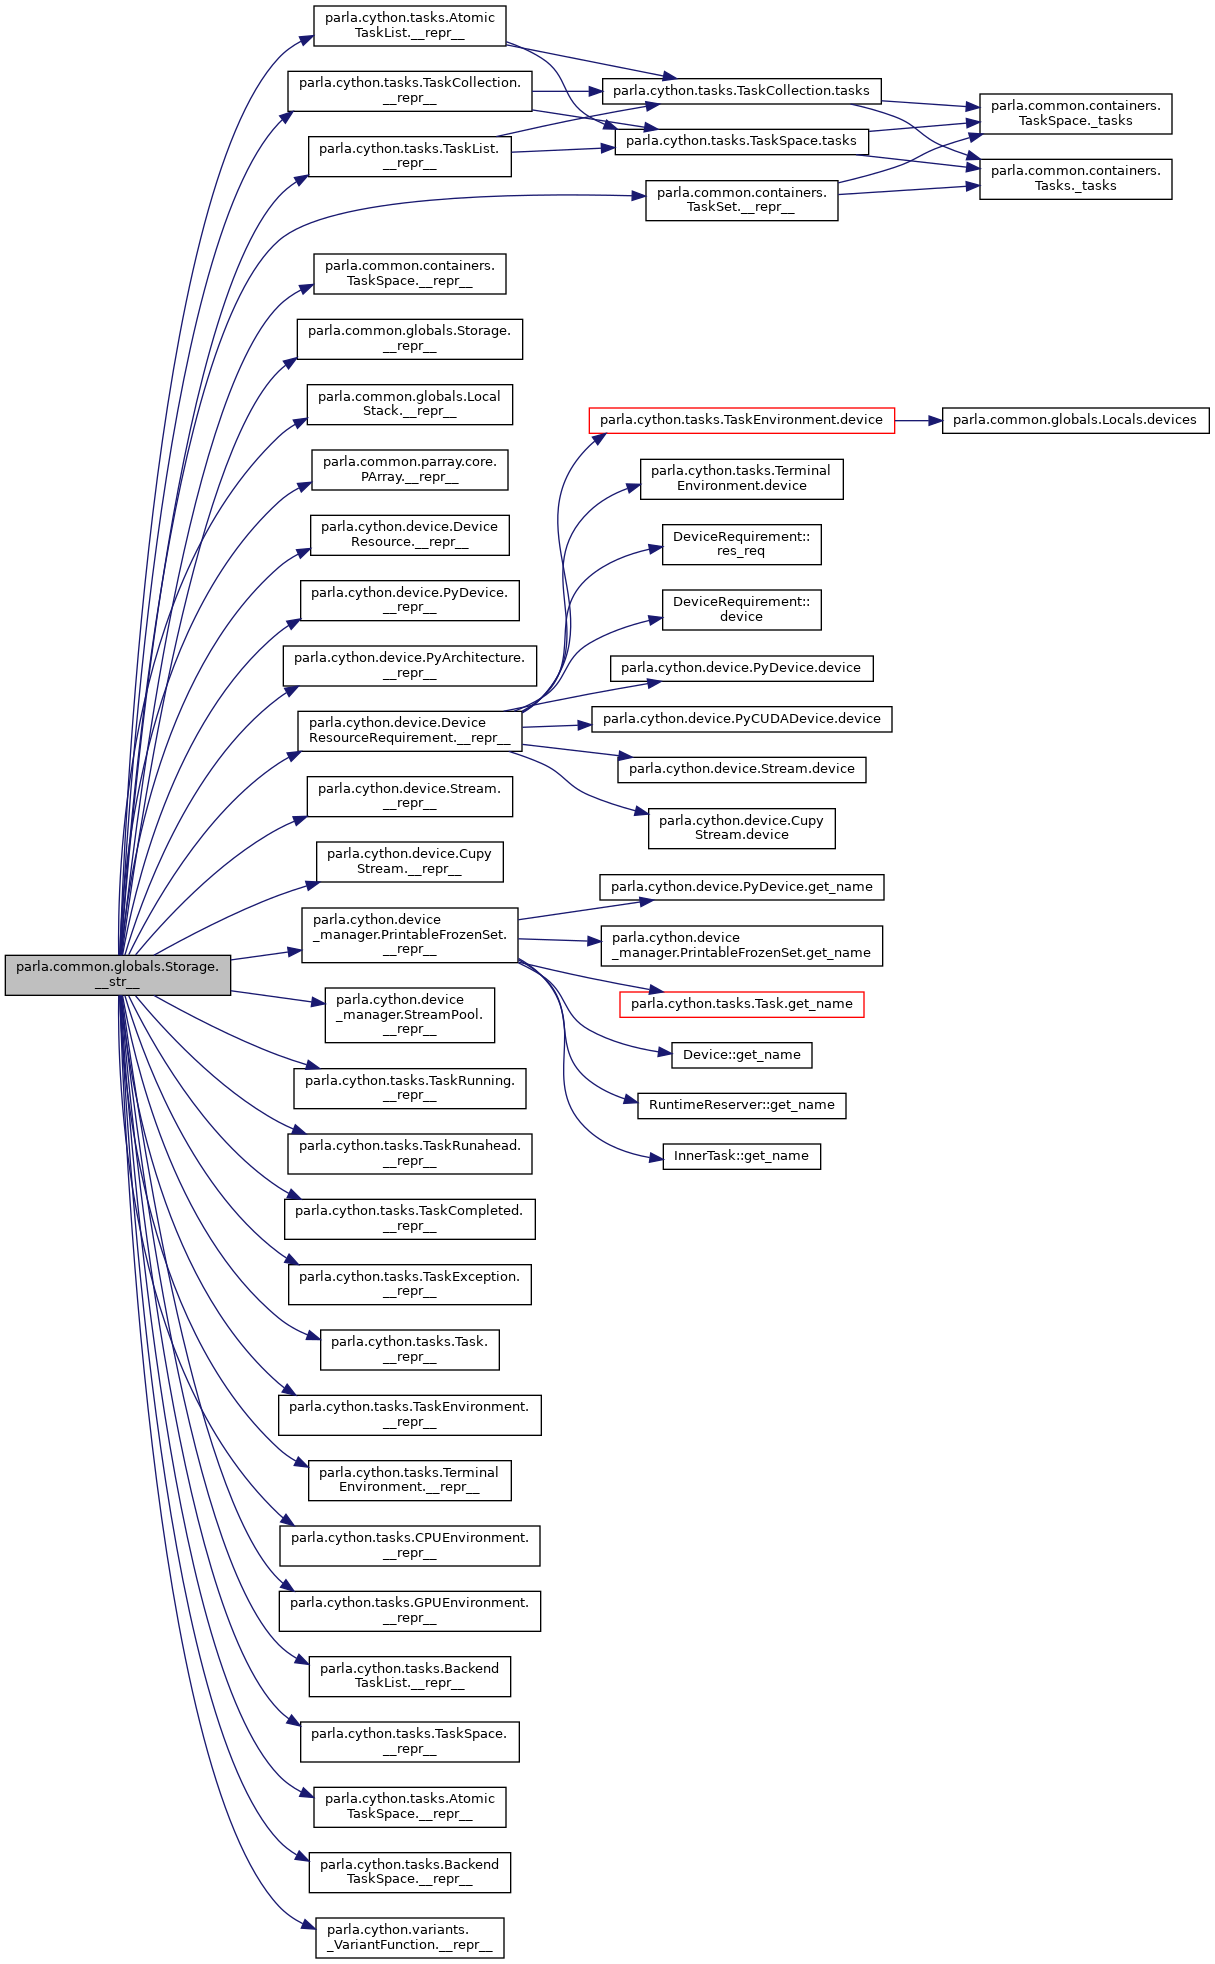 parla.common.globals.Storage.
__str__
parla.cython.tasks.Atomic
TaskList.__repr__
parla.cython.tasks.TaskCollection.
__repr__
parla.cython.tasks.TaskList.
__repr__
parla.common.containers.
TaskSpace.__repr__
parla.common.globals.Storage.
__repr__
parla.common.globals.Local
Stack.__repr__
parla.common.parray.core.
PArray.__repr__
parla.cython.device.Device
Resource.__repr__
parla.cython.device.PyDevice.
__repr__
parla.cython.device.PyArchitecture.
__repr__
parla.cython.device.Device
ResourceRequirement.__repr__
parla.cython.device.Stream.
__repr__
parla.cython.device.Cupy
Stream.__repr__
parla.cython.device
_manager.PrintableFrozenSet.
__repr__
parla.cython.device
_manager.StreamPool.
__repr__
parla.cython.tasks.TaskRunning.
__repr__
parla.cython.tasks.TaskRunahead.
__repr__
parla.cython.tasks.TaskCompleted.
__repr__
parla.cython.tasks.TaskException.
__repr__
parla.cython.tasks.Task.
__repr__
parla.cython.tasks.TaskEnvironment.
__repr__
parla.cython.tasks.Terminal
Environment.__repr__
parla.cython.tasks.CPUEnvironment.
__repr__
parla.cython.tasks.GPUEnvironment.
__repr__
parla.cython.tasks.Backend
TaskList.__repr__
parla.cython.tasks.TaskSpace.
__repr__
parla.cython.tasks.Atomic
TaskSpace.__repr__
parla.cython.tasks.Backend
TaskSpace.__repr__
parla.cython.variants.
_VariantFunction.__repr__
parla.cython.tasks.TaskCollection.tasks
parla.cython.tasks.TaskSpace.tasks
parla.common.containers.
TaskSet.__repr__
parla.cython.tasks.TaskEnvironment.device
parla.cython.tasks.Terminal
Environment.device
DeviceRequirement::
res_req
DeviceRequirement::
device
parla.cython.device.PyDevice.device
parla.cython.device.PyCUDADevice.device
parla.cython.device.Stream.device
parla.cython.device.Cupy
Stream.device
parla.cython.device.PyDevice.get_name
parla.cython.device
_manager.PrintableFrozenSet.get_name
parla.cython.tasks.Task.get_name
Device::get_name
RuntimeReserver::get_name
InnerTask::get_name
parla.common.containers.
TaskSpace._tasks
parla.common.containers.
Tasks._tasks
parla.common.globals.Locals.devices